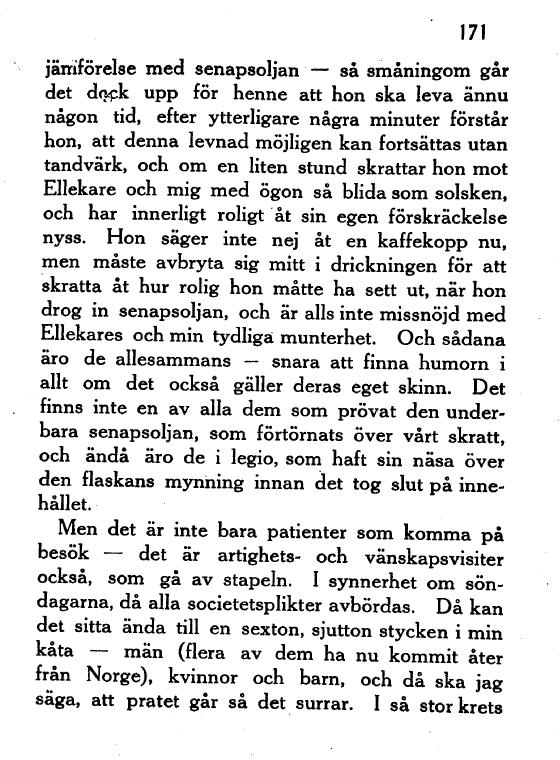 171
jämförelse med senapsoljan — så småningom går
det dock upp för henne att hon ska leva ännu
någon tid, efter ytterligare några minuter förstår
hon, att denna levnad möjligen kan fortsättas utan
tandvärk, och om en liten stund skrattar hon mot
Ellekare och mig med ögon så blida som solsken,
och har innerligt roligt åt sin egen förskräckelse
nyss. Hon säger inte nej åt en kaffekopp nu,
men måste avbryta sig mitt i drickningen för att
skratta åt hur rolig hon måtte ha sett ut, när hon
drog in senapsoljan, och är alls inte missnöjd med
Ellekares och min tydliga munterhet. Och sådana
äro de allesammans — snara att finna humorn i
allt om det också gäller deras eget skinn. Det
finns inte en av alla dem som prövat den under-
bara senapsoljan, som förtörnats över vårt skratt,
och ändå äro de i legio, som haft sin näsa över
den flaskans mynning innan det tog slut på inne-
hållet.
Men det är inte bara patienter som komma på
besök — det är artighets- och vänskapsvisiter
också, som gå av stapeln. I synnerhet om sön-
dagarna, då alla societetsplikter avbördas. Då kan
det sitta ända till en sexton, sjutton stycken i min
kåta — män (flera av dem ha nu kommit åter
från Norge), kvinnor och barn, och då ska jag
säga, att pratet går så det surrar. I så stor krets